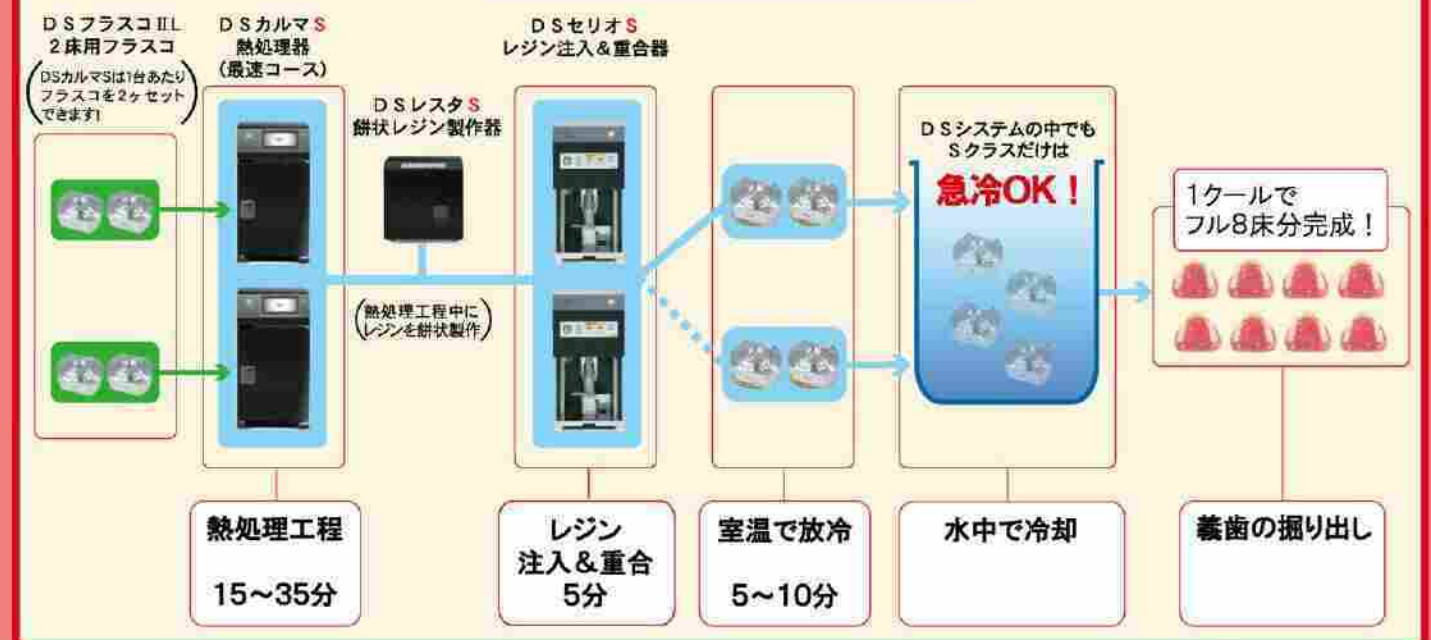 DSフラスコⅡL
2床用フラスコ
(DSカルマSは1台あたり
フラスコを2ヶセット
できます!)
DSカルマS
熱処理器
(最速コース)
DSレスタS
餅状レジン製作器
DSセリオS
レジン注入&重合器
(熱処理工程中に
レジンを餅状製作)
DSシステムの中でも
Sクラスだけは
急冷OK!
1クールで
フル8床分完成!
熱処理工程
15~35分
レジン
注入&重合
5分
室温で放冷
5~10分
水中で冷却
義歯の掘り出し